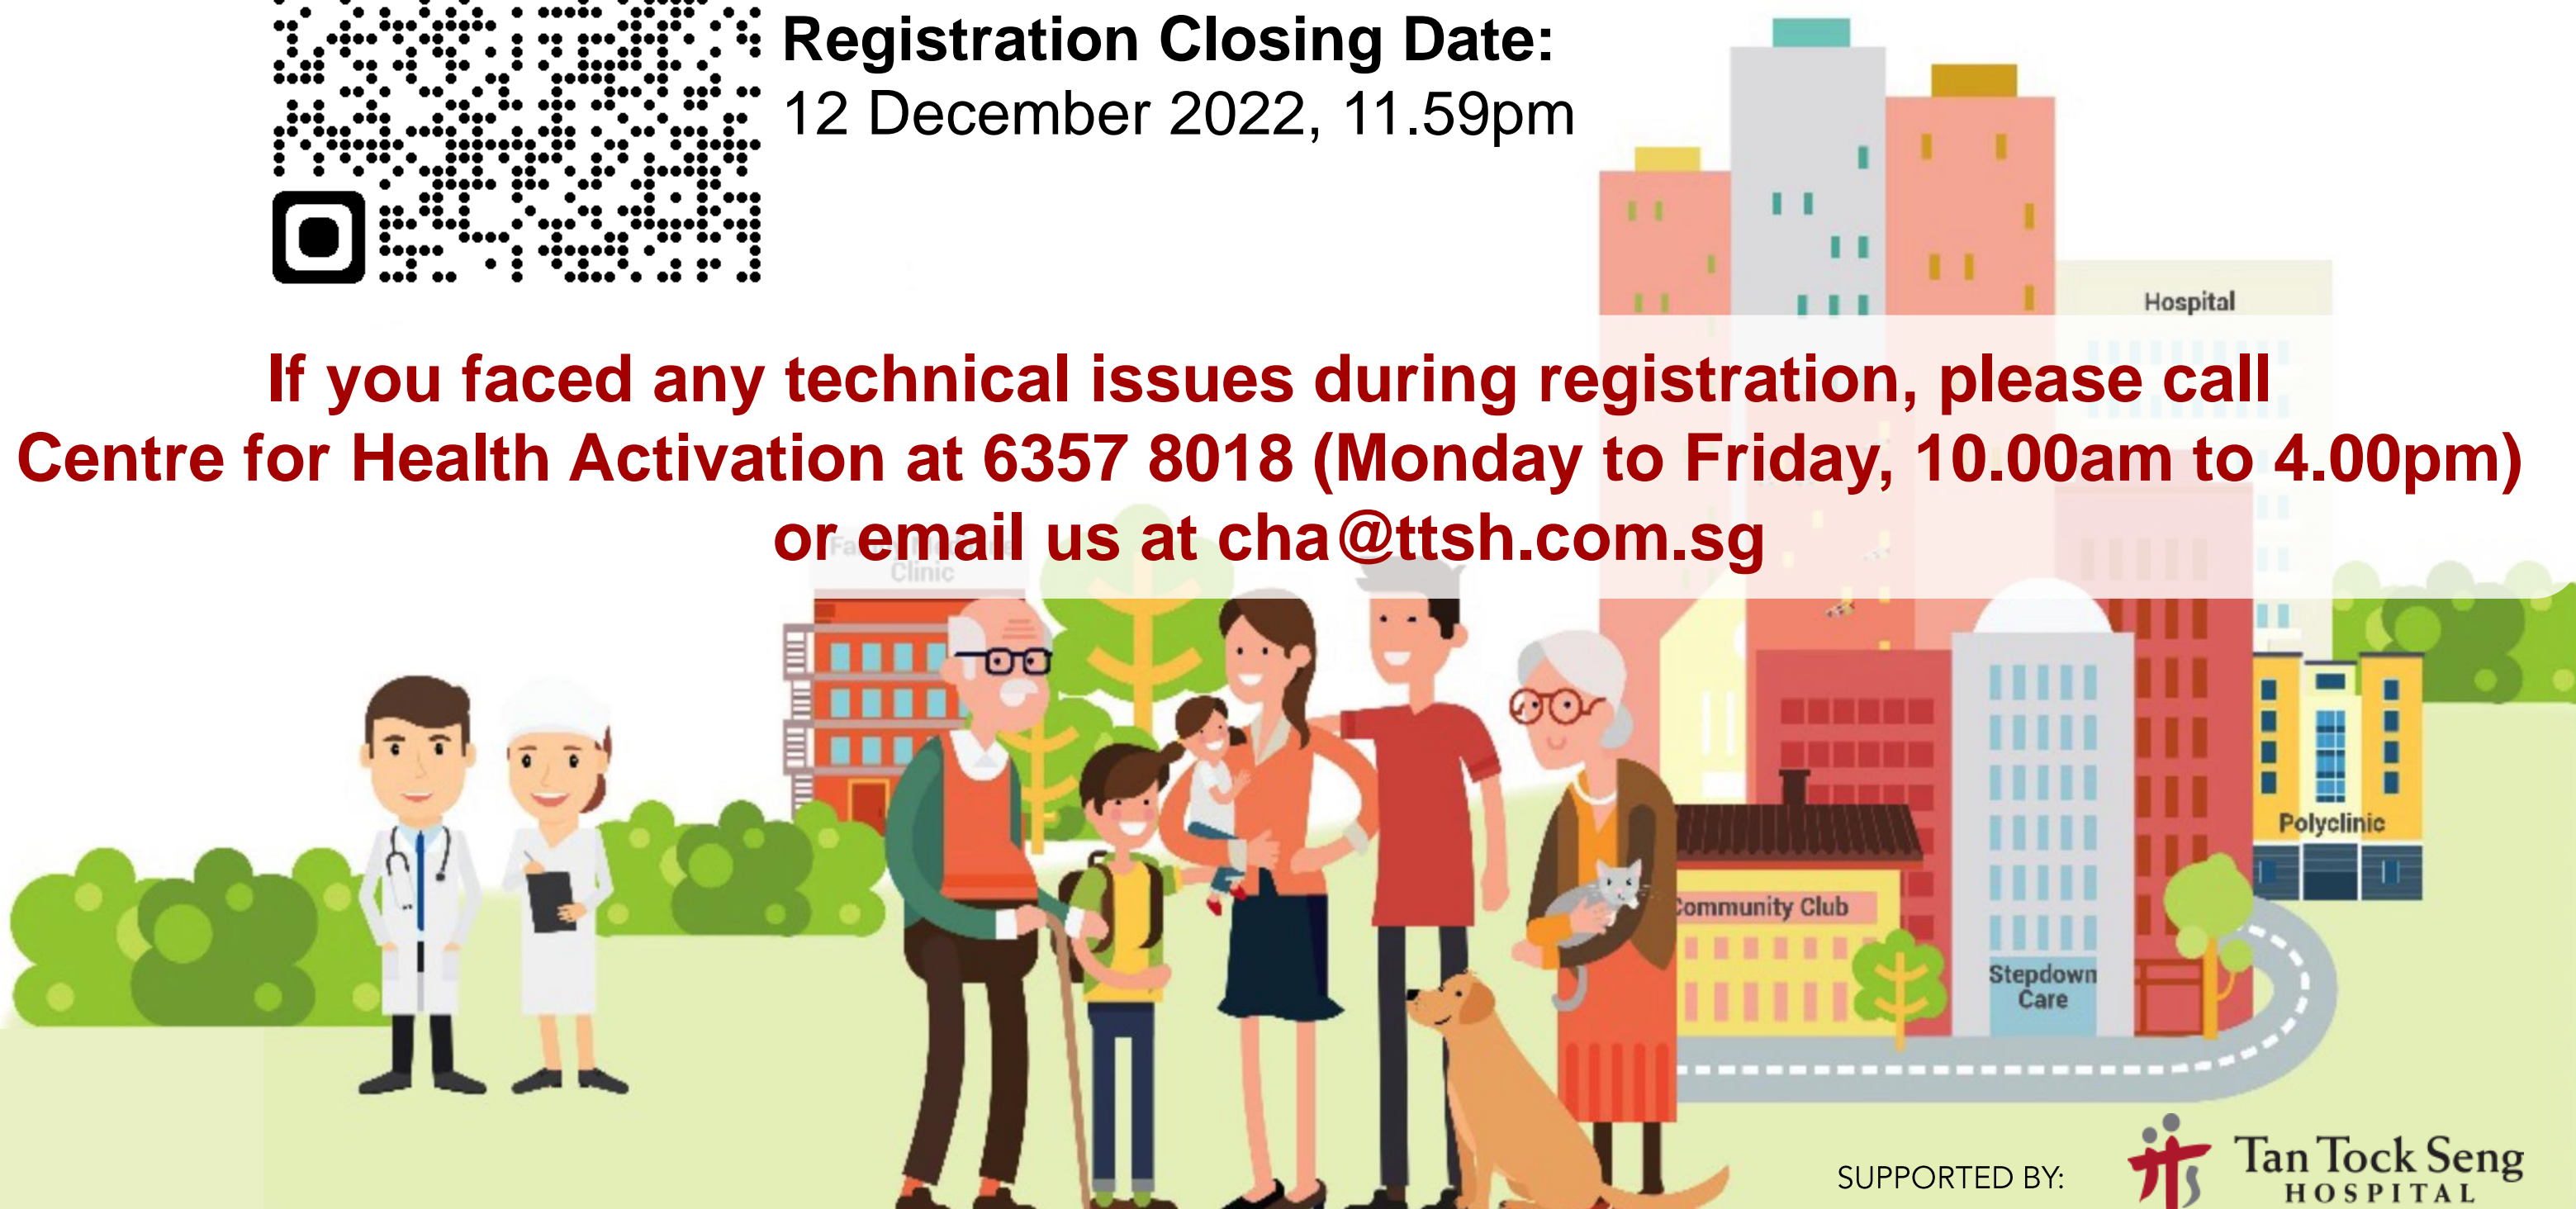 Registration Closing Date:
12 December 2022, 11.59pm
Hospital
If you faced any technical issues during registration, please call
Centre for Health Activation at 6357 8018 (Monday to Friday, 10.00am to 4.00pm)
or email us at cha@ttsh.com.sg
Clinic
Polyclinic
Community Club
Stepdown
Care
SUPPORTED BY:
Tan Tock Seng
HOSPITAL